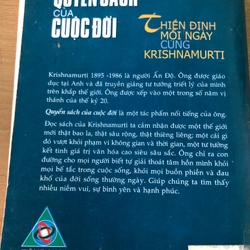 QUYỂN SÁCH
CỦA
CUỘC ĐỜI
THIỀN ĐỊNH
MỖI NGÀY
CÙNG
KRISHNAMURTI
Krishnamurti 1895 -1986 là người Ấn Độ. Ông được giáo
dục tại Anh và đã truyền giảng tư tưởng triết lý của mình
trên khắp thế giới. Ông được xếp vào một trong số năm vị
thánh của thế kỷ 20.
Quyển sách của cuộc đời là một tác phẩm nổi tiếng của ông.
Đọc sách của Krishnamurti ta cảm nhận được một thế giới
mới thật bao la, thật sâu rộng, thật thiêng liêng; một cái gì
đó vượt khỏi phạm vi không gian và thời gian, một sự tổng
kết tinh giá trị văn hóa cao siêu sâu sắc. Ông chỉ ra con
đường cho mọi người biết tự giải thoát tâm hồn mình khỏi
mọi bế tắc trong cuộc sống, khỏi mọi buồn phiền và đau
khổ của đời sống thường ngày. Giúp chúng ta tìm thấy
nhiều niềm vui, sự bình yên và hạnh phúc.